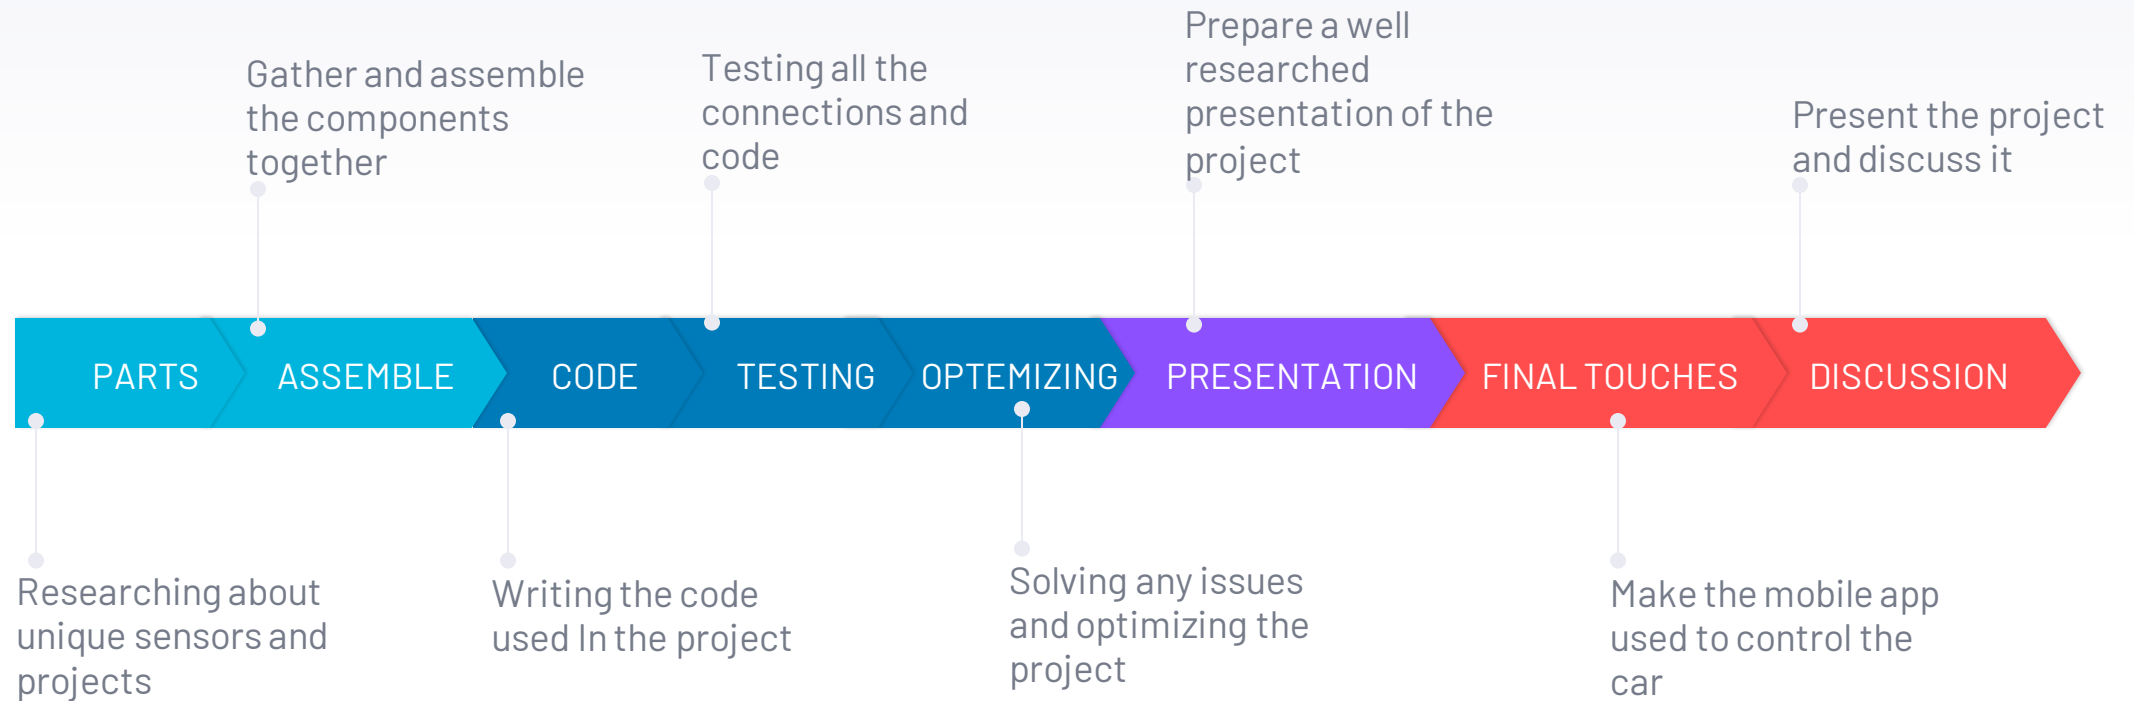 Gather and assemble
the components
together
Testing all the
connections and
code
Prepare a well
researched
presentation of the
project
Present the project
and discuss it
PARTS
ASSEMBLE
CODE
TESTING
OPTEMIZING
PRESENTATION
FINAL TOUCHES
DISCUSSION
Researching about
unique sensors and
projects
Writing the code
used In the project
Solving any issues
and optimizing the
project
Make the mobile app
used to control the
car